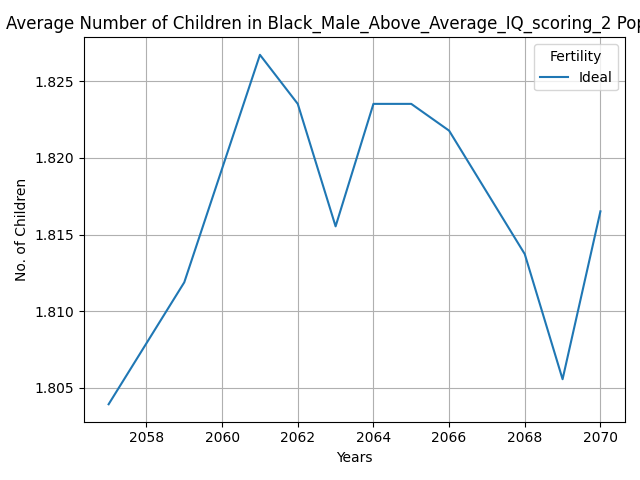 Average Number of Children in Black_Male_Above_Average_IQ_scoring_2 Pop
Fertility
Ideal
No. of Children
1.825
1.820
1.815
1.810
1.805
2058 2060 2062 2064 2066 2068 2070
Years